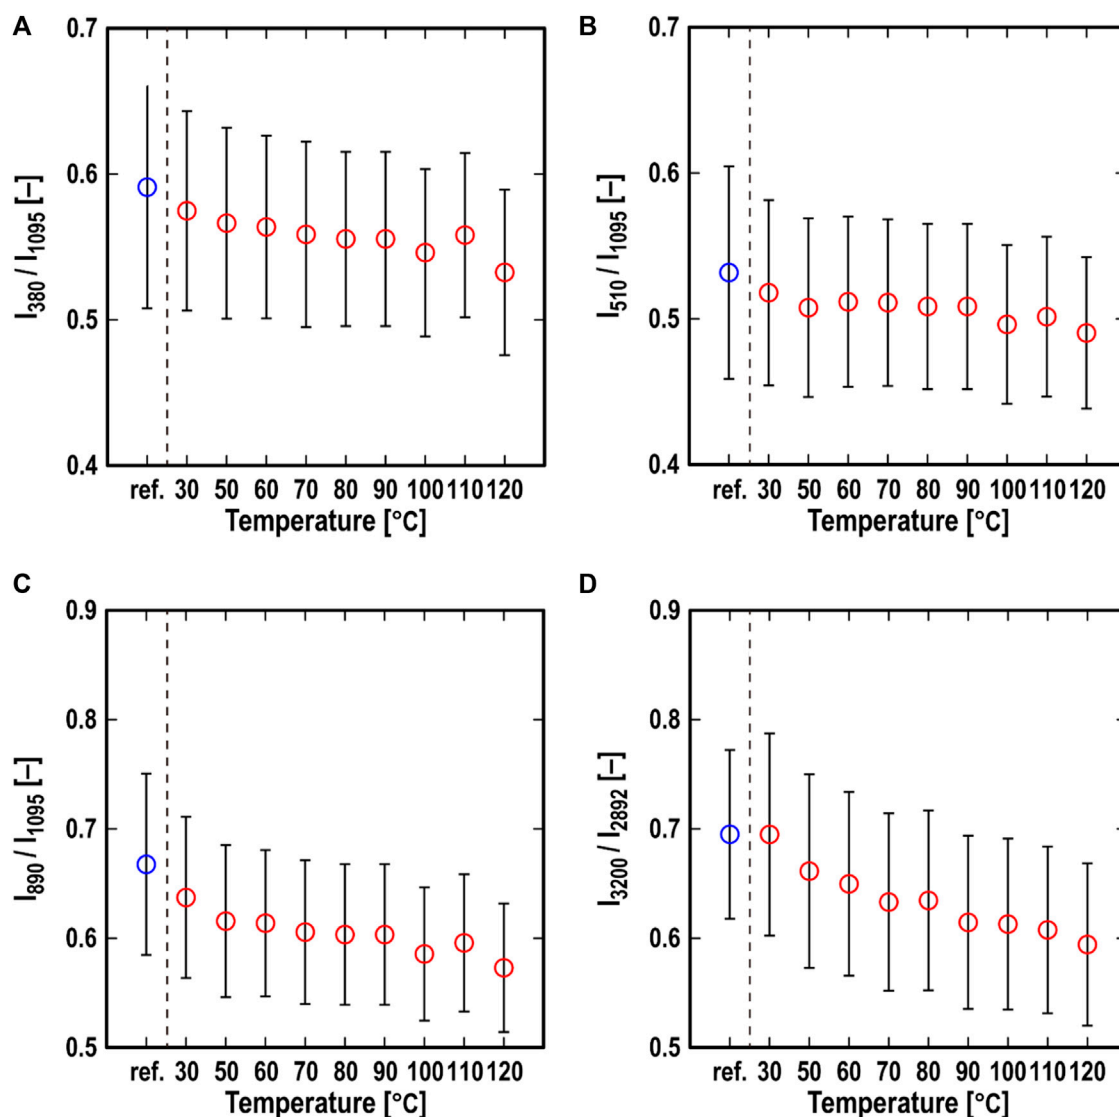 A
0.7
0.6
0.5
0.4
I380 / I1095 [–]
ref. 30 50 60 70 80 90 100 110 120
Temperature [°C]
B
0.7
0.6
0.5
0.4
I510 / I1095 [–]
ref. 30 50 60 70 80 90 100 110 120
Temperature [°C]
C
0.9
0.8
0.7
0.6
0.5
I890 / I1095 [–]
ref. 30 50 60 70 80 90 100 110 120
Temperature [°C]
D
0.9
0.8
0.7
0.6
0.5
I3200 / I2892 [–]
ref. 30 50 60 70 80 90 100 110 120
Temperature [°C]